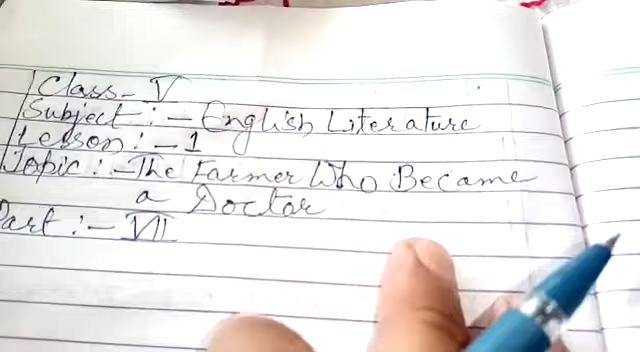 Class- V
Subject :- English Literature
Lesson :- 1
Topic :- The Farmer Who Became
a Doctor
Part :- VII